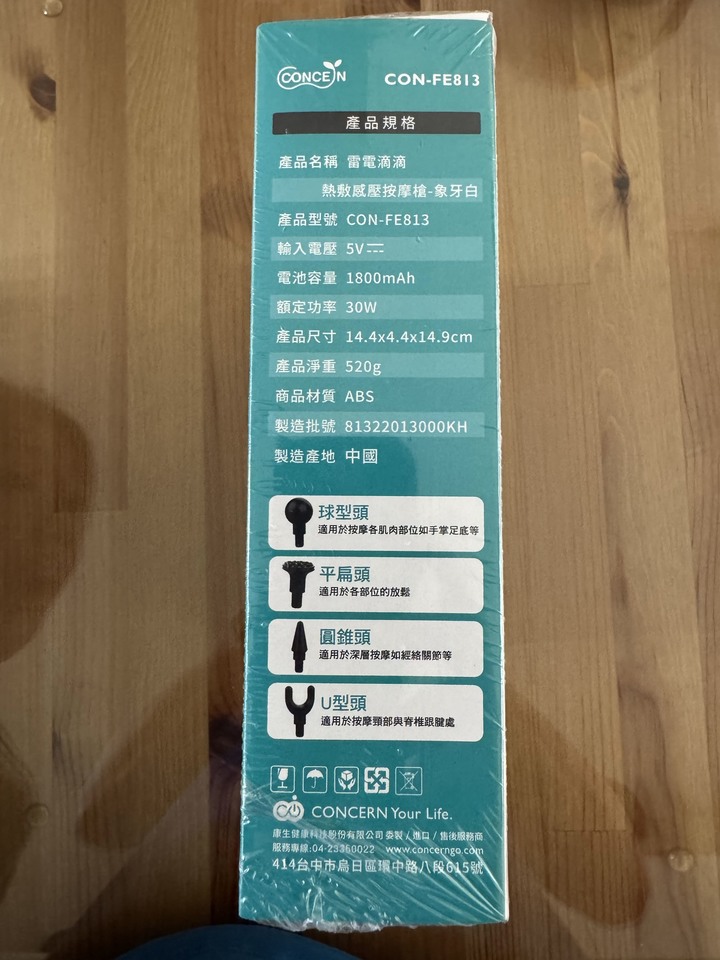 CONCERN
CON-FE813
產品規格
產品名稱 雷電滴滴
熱敷感壓按摩槍-象牙白
產品型號 CON-FE813
輸入電壓 5V⎓
電池容量 1800mAh
額定功率 30W
產品尺寸 14.4x4.4x14.9cm
產品淨重 520g
商品材質 ABS
製造批號 81322013000KH
製造產地 中國
球型頭
適用於按摩各肌肉部位如手掌足底等
平扁頭
適用於各部位的放鬆
圓錐頭
適用於深層按摩如經絡關節等
U型頭
適用於按摩頸部與脊椎跟腱處
CONCERN Your Life.
康生健康科技股份有限公司 委製/進口/售後服務商
服務專線:04-23360022 www.concerngo.com
414台中市烏日區環中路八段615號